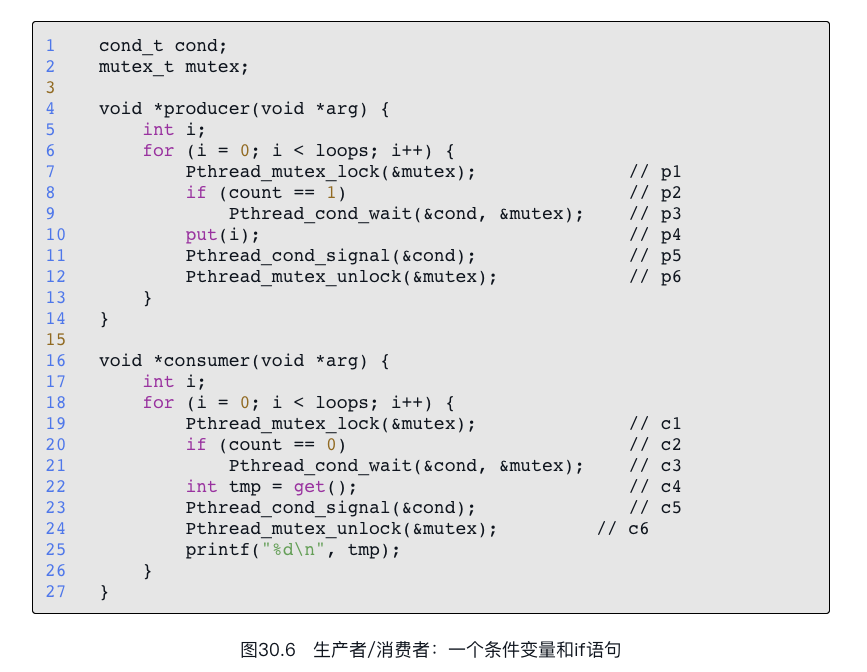 1 cond_t cond;
2 mutex_t mutex;
3
4 void *producer(void *arg) {
5     int i;
6     for (i = 0; i < loops; i++) {
7         Pthread_mutex_lock(&mutex);              // p1
8         if (count == 1)                          // p2
9             Pthread_cond_wait(&cond, &mutex);    // p3
10         put(i);                                  // p4
11         Pthread_cond_signal(&cond);              // p5
12         Pthread_mutex_unlock(&mutex);            // p6
13     }
14 }
15
16 void *consumer(void *arg) {
17     int i;
18     for (i = 0; i < loops; i++) {
19         Pthread_mutex_lock(&mutex);              // c1
20         if (count == 0)                          // c2
21             Pthread_cond_wait(&cond, &mutex);    // c3
22         int tmp = get();                         // c4
23         Pthread_cond_signal(&cond);              // c5
24         Pthread_mutex_unlock(&mutex);         // c6
25         printf("%d\n", tmp);
26     }
27 }
图30.6 生产者/消费者：一个条件变量和if语句